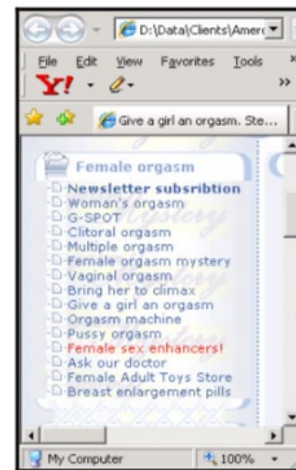 D:\Data\Clients\Amerc
File Edit View Favorites Tools »
Y! »
Give a girl an orgasm. Ste...
Female orgasm
Newsletter subsribtion
Woman's orgasm
G-SPOT
Clitoral orgasm
Multiple orgasm
Female orgasm mystery
Vaginal orgasm
Bring her to climax
Give a girl an orgasm
Orgasm machine
Pussy orgasm
Female sex enhancers!
Ask our doctor
Female Adult Toys Store
Breast enlargement pills
My Computer 100%